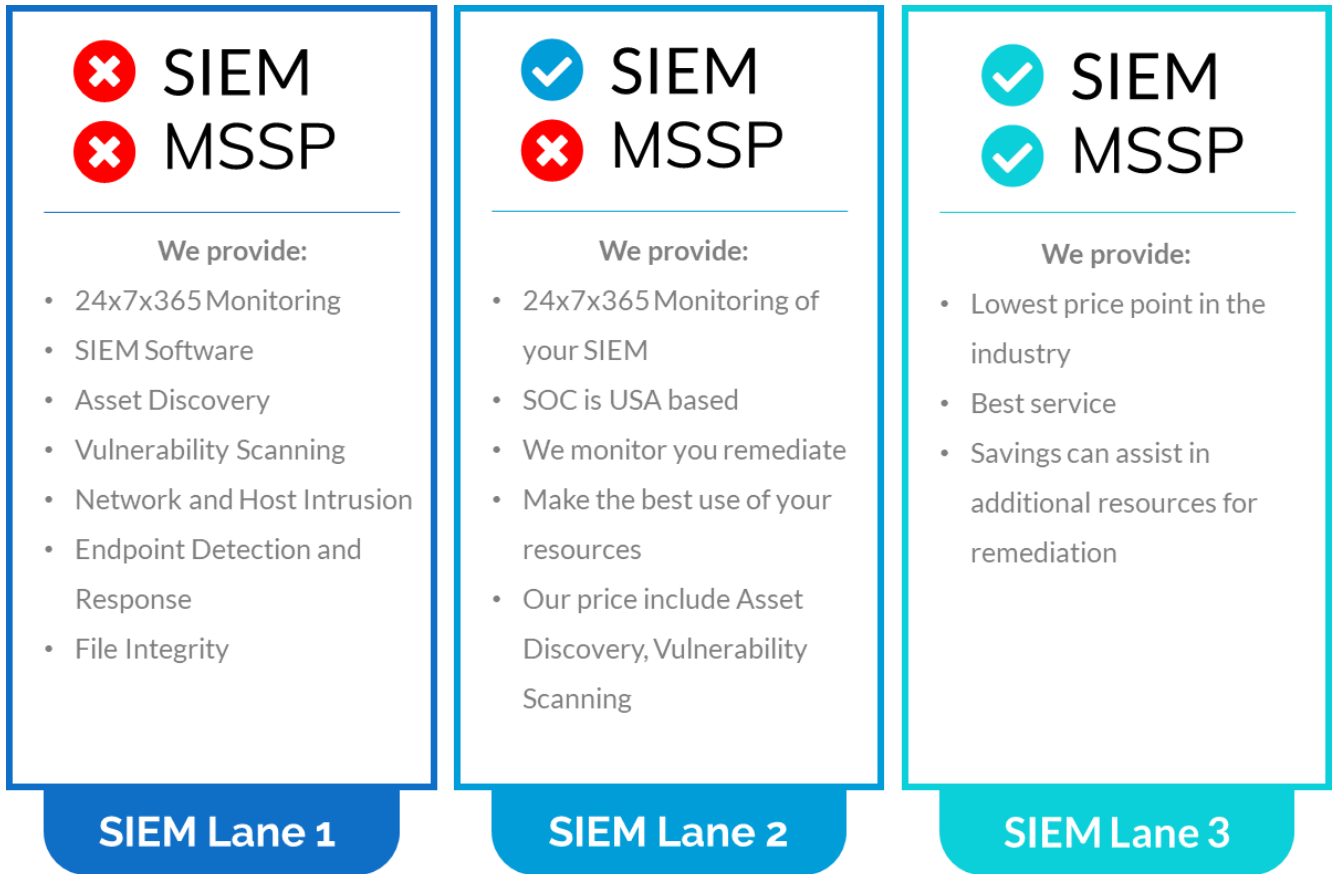 SIEM
MSSP
We provide:
• 24x7x365 Monitoring
• SIEM Software
• Asset Discovery
• Vulnerability Scanning
• Network and Host Intrusion
• Endpoint Detection and
Response
• File Integrity
SIEM Lane 1
SIEM
MSSP
We provide:
• 24x7x365 Monitoring of
your SIEM
• SOC is USA based
• We monitor you remediate
• Make the best use of your
resources
• Our price include Asset
Discovery, Vulnerability
Scanning
SIEM Lane 2
SIEM
MSSP
We provide:
• Lowest price point in the
industry
• Best service
• Savings can assist in
additional resources for
remediation
SIEM Lane 3